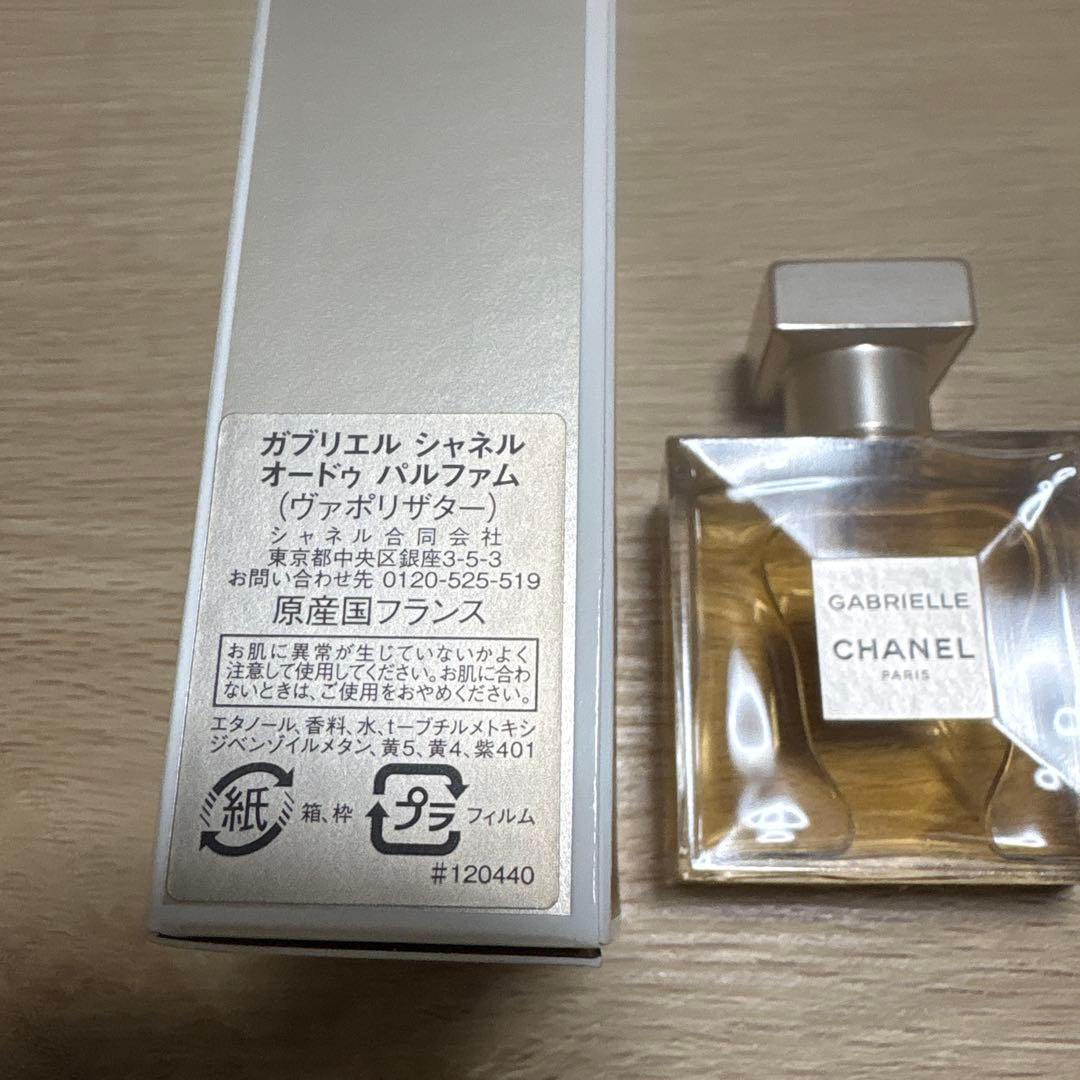 ガブリエル シャネル
オードゥ パルファム
(ヴァポリザター)
シャネル合同会社
東京都中央区銀座3-5-3
お問い合わせ先 0120-525-519
原産国フランス
お肌に異常が生じていないかよく
注意して使用してください。お肌に合わ
ないときは、ご使用をおやめください。
エタノール、香料、水、t-ブチルメトキシ
ジベンゾイルメタン、黄5、黄4、紫401
紙 箱、枠 プラ フィルム
#120440
GABRIELLE
CHANEL
PARIS